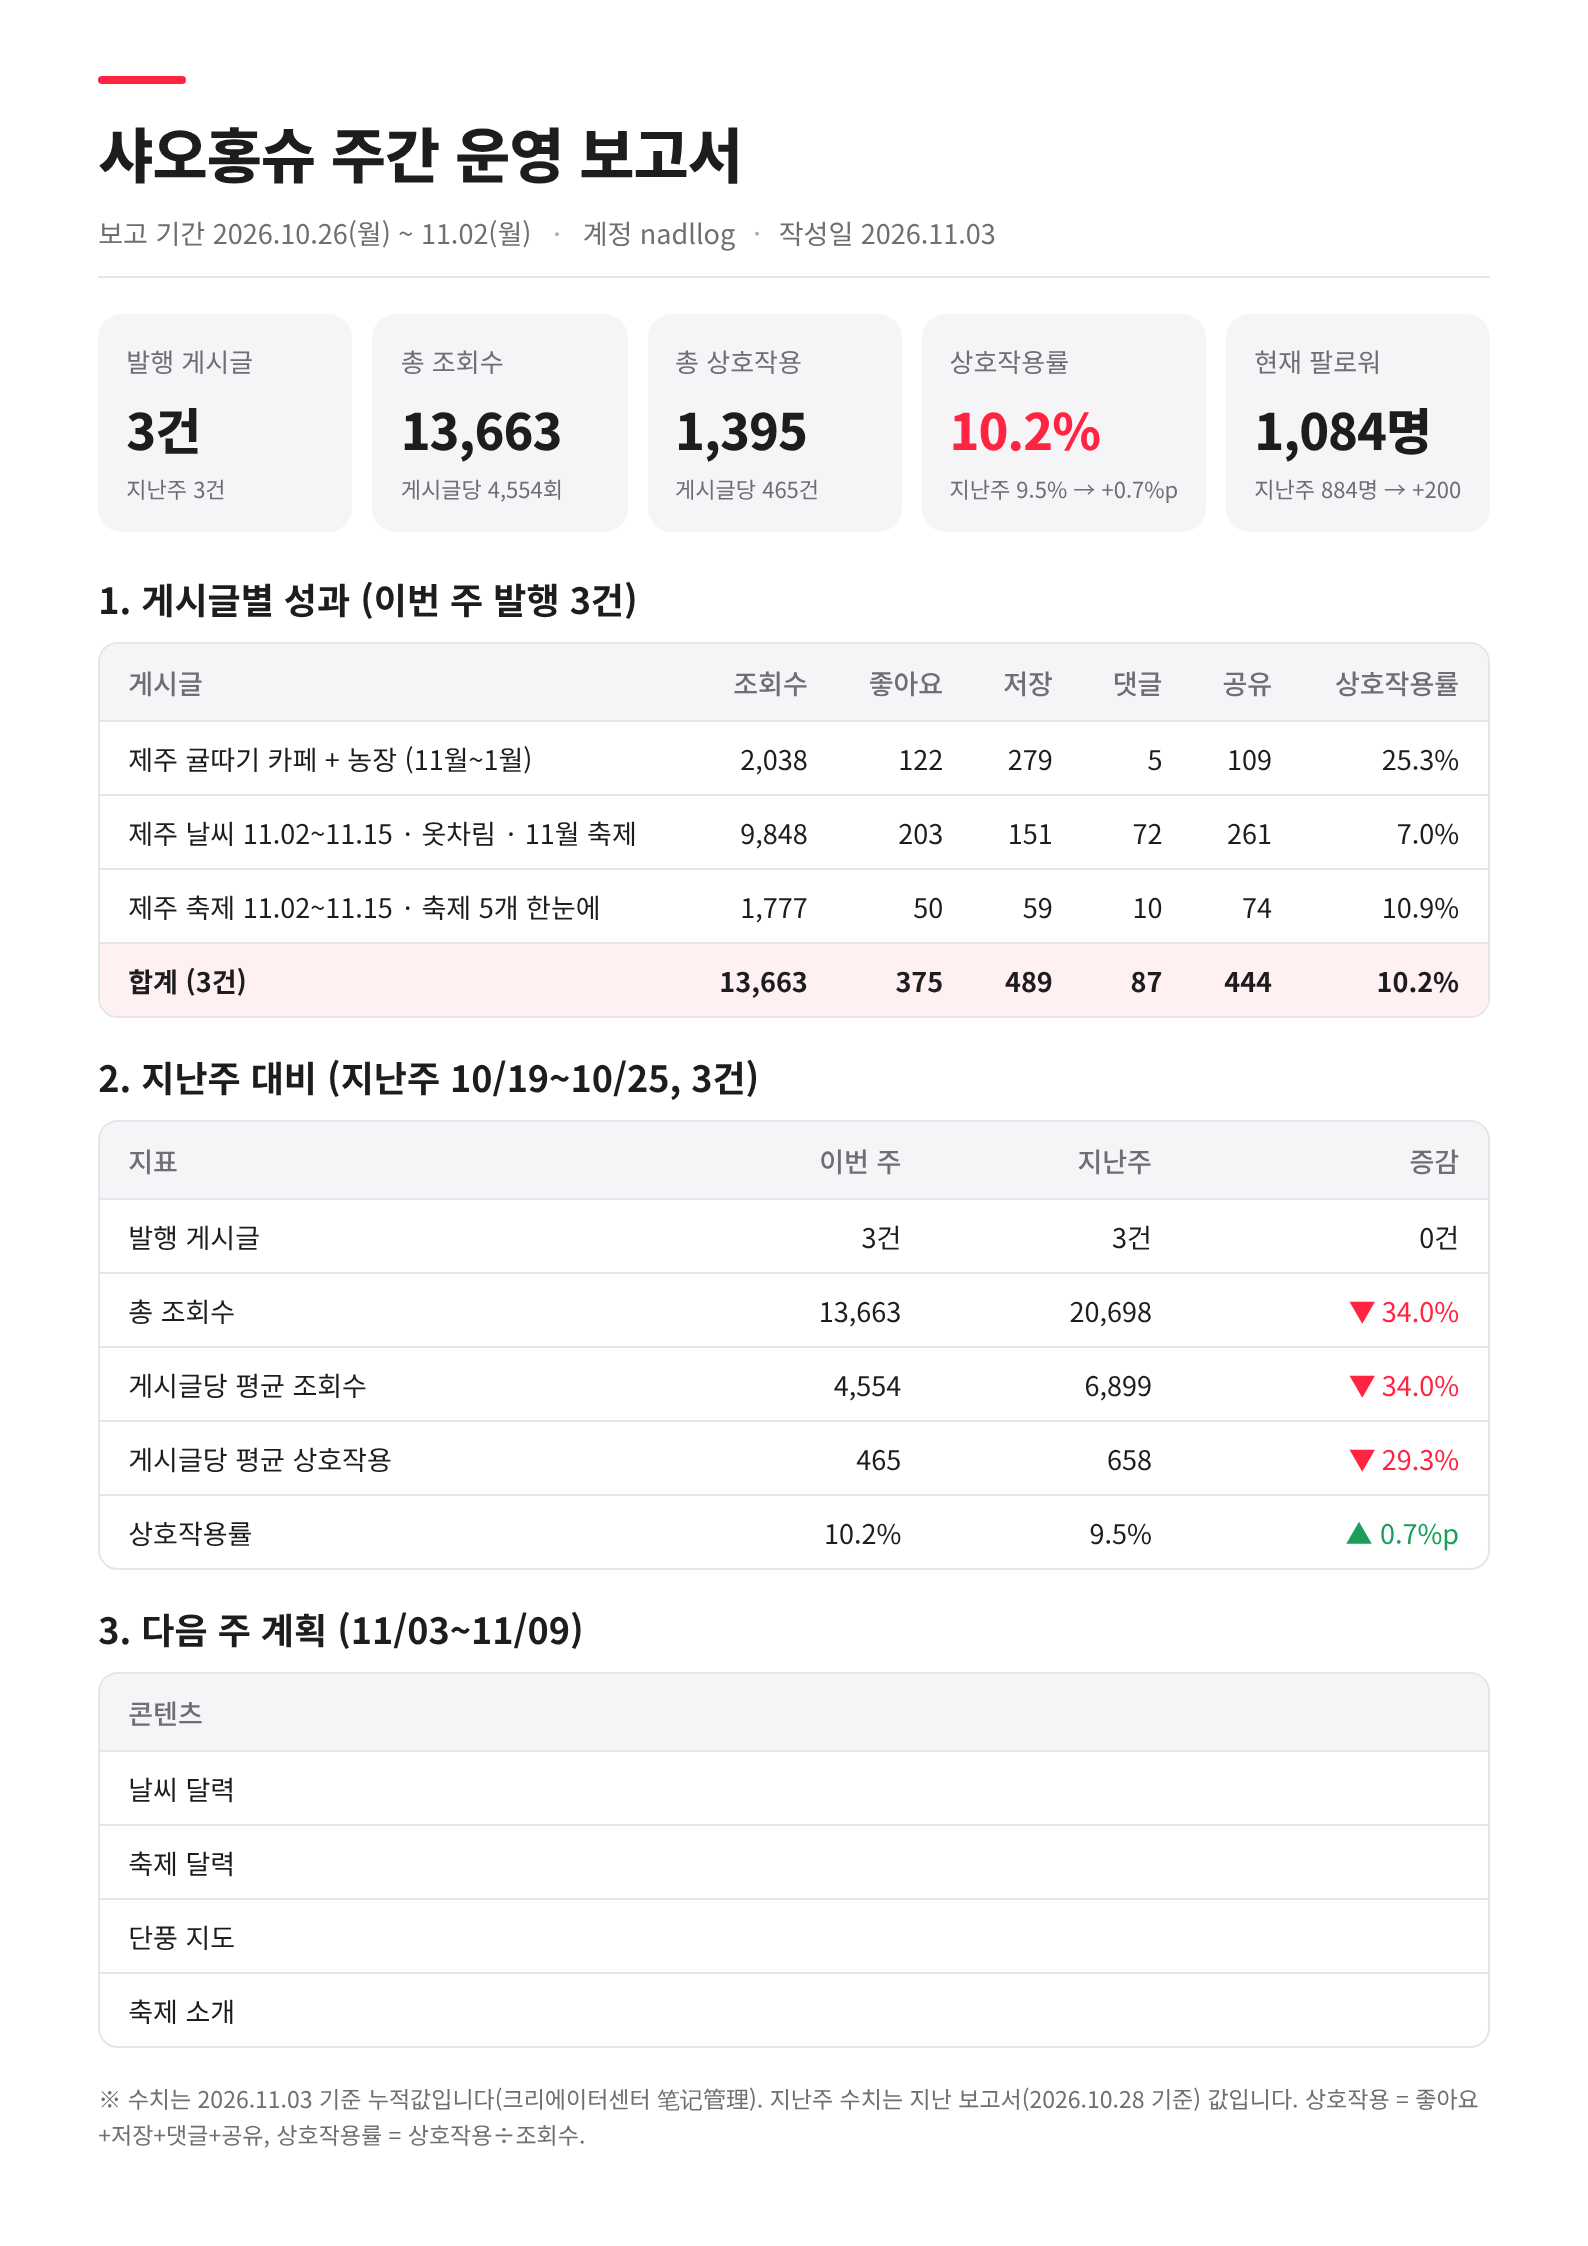 샤오홍슈 주간 운영 보고서
보고 기간 2026.10.26(월) ~ 11.02(월) · 계정 nadllog · 작성일 2026.11.03
발행 게시글
3건
지난주 3건
총 조회수
13,663
게시글당 4,554회
총 상호작용
1,395
게시글당 465건
상호작용률
10.2%
지난주 9.5% → +0.7%p
현재 팔로워
1,084명
지난주 884명 → +200
1. 게시글별 성과 (이번 주 발행 3건)
게시글 조회수 좋아요 저장 댓글 공유 상호작용률
제주 귤따기 카페 + 농장 (11월~1월) 2,038 122 279 5 109 25.3%
제주 날씨 11.02~11.15 · 옷차림 · 11월 축제 9,848 203 151 72 261 7.0%
제주 축제 11.02~11.15 · 축제 5개 한눈에 1,777 50 59 10 74 10.9%
합계 (3건) 13,663 375 489 87 444 10.2%
2. 지난주 대비 (지난주 10/19~10/25, 3건)
지표 이번 주 지난주 증감
발행 게시글 3건 3건 0건
총 조회수 13,663 20,698 ▼ 34.0%
게시글당 평균 조회수 4,554 6,899 ▼ 34.0%
게시글당 평균 상호작용 465 658 ▼ 29.3%
상호작용률 10.2% 9.5% ▲ 0.7%p
3. 다음 주 계획 (11/03~11/09)
콘텐츠
날씨 달력
축제 달력
단풍 지도
축제 소개
※ 수치는 2026.11.03 기준 누적값입니다(크리에이터센터 笔记管理). 지난주 수치는 지난 보고서(2026.10.28 기준) 값입니다. 상호작용 = 좋아요
+저장+댓글+공유, 상호작용률 = 상호작용÷조회수.